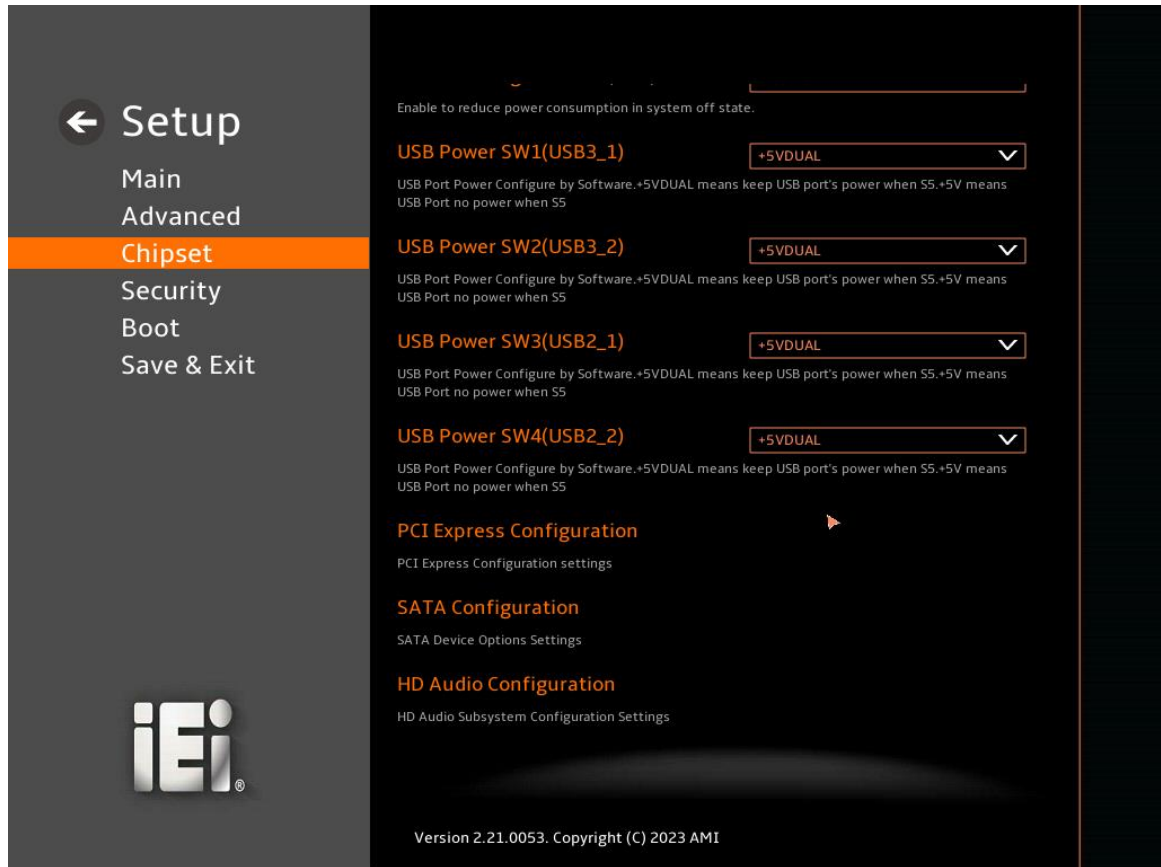 Setup
Main
Advanced
Chipset
Security
Boot
Save & Exit
Enable to reduce power consumption in system off state.
USB Power SW1(USB3_1)
+5VDUAL
USB Port Power Configure by Software.+5VDUAL means keep USB port's power when S5.+5V means
USB Port no power when S5
USB Power SW2(USB3_2)
+5VDUAL
USB Port Power Configure by Software.+5VDUAL means keep USB port's power when S5.+5V means
USB Port no power when S5
USB Power SW3(USB2_1)
+5VDUAL
USB Port Power Configure by Software.+5VDUAL means keep USB port's power when S5.+5V means
USB Port no power when S5
USB Power SW4(USB2_2)
+5VDUAL
USB Port Power Configure by Software.+5VDUAL means keep USB port's power when S5.+5V means
USB Port no power when S5
PCI Express Configuration
PCI Express Configuration settings
SATA Configuration
SATA Device Options Settings
HD Audio Configuration
HD Audio Subsystem Configuration Settings
iEi®
Version 2.21.0053. Copyright (C) 2023 AMI